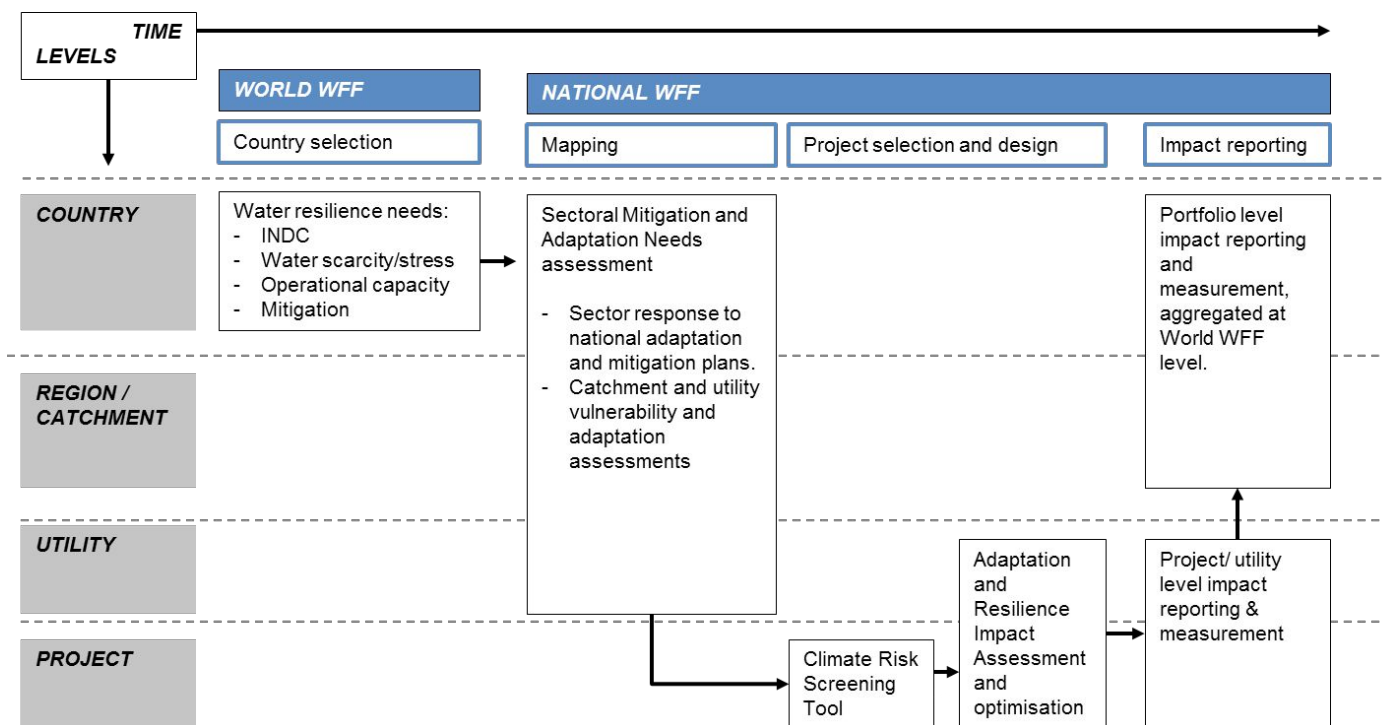 TIME
LEVELS
WORLD WFF
NATIONAL WFF
Country selection
Mapping
Project selection and design
Impact reporting
COUNTRY
Water resilience needs:
- INDC
- Water scarcity/stress
- Operational capacity
- Mitigation
Sectoral Mitigation and
Adaptation Needs
assessment
- Sector response to
national adaptation
and mitigation plans.
- Catchment and utility
vulnerability and
adaptation
assessments
Portfolio level
impact reporting
and
measurement,
aggregated at
World WFF
level.
REGION /
CATCHMENT
UTILITY
Adaptation
and
Resilience
Impact
Assessment
and
optimisation
Project/ utility
level impact
reporting &
measurement
PROJECT
Climate Risk
Screening
Tool